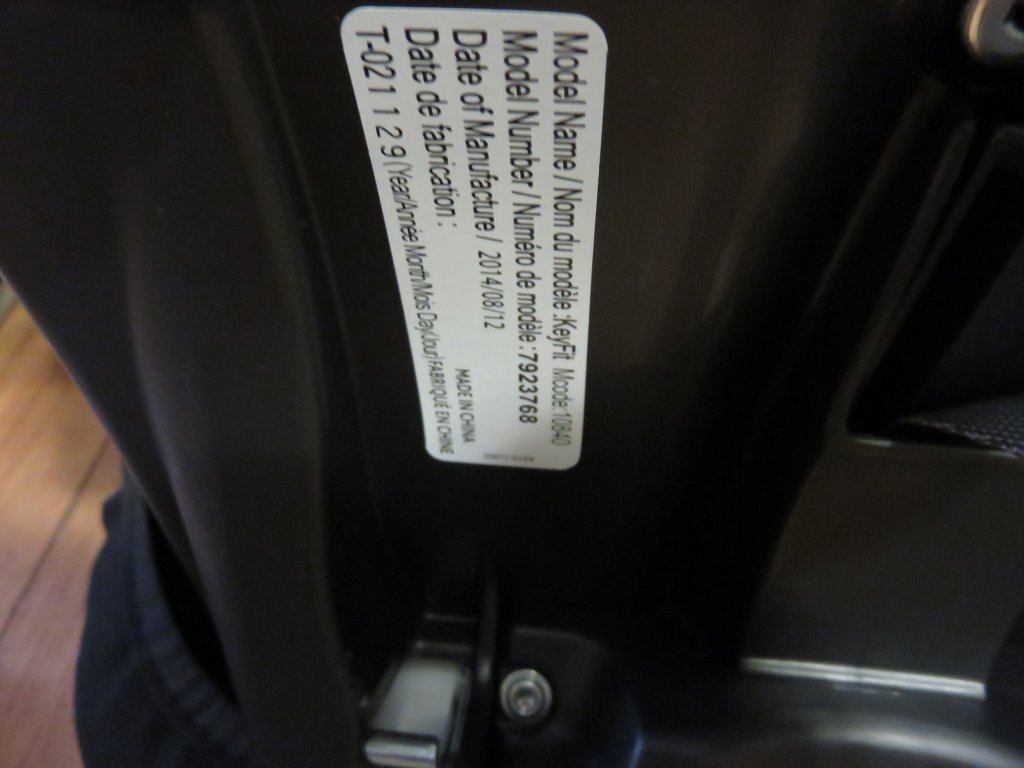 Model Name / Nom du modèle :KeyFit Mcode:10840
Model Number / Numéro de modèle : 7923768
Date of Manufacture / 2014/08/12
Date de fabrication :
MADE IN CHINA
T-021 1 2 9 (Year/Année Month/Mois Day/Jour) FABRIQUÉ EN CHINE